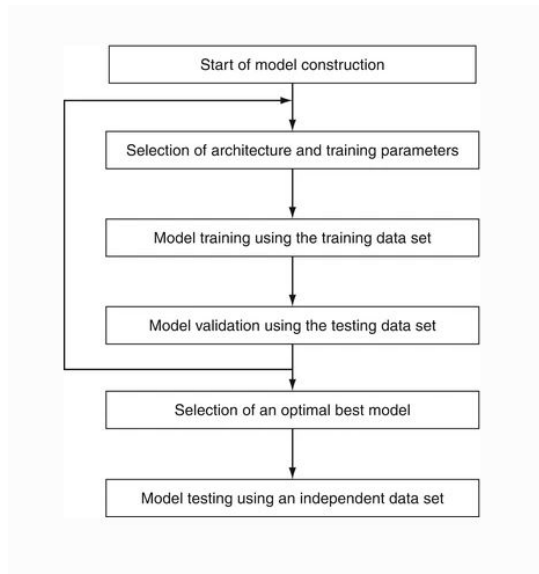 Start of model construction
Selection of architecture and training parameters
Model training using the training data set
Model validation using the testing data set
Selection of an optimal best model
Model testing using an independent data set